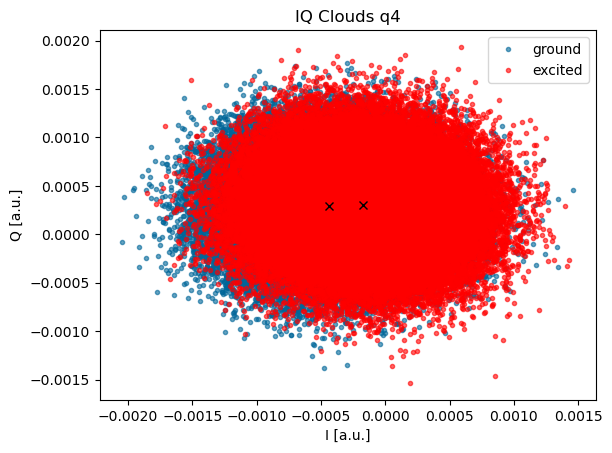 IQ Clouds q4
ground
excited
Q [a.u.]
0.0020
0.0015
0.0010
0.0005
0.0000
−0.0005
−0.0010
−0.0015
−0.0020 −0.0015 −0.0010 −0.0005 0.0000 0.0005 0.0010 0.0015
I [a.u.]